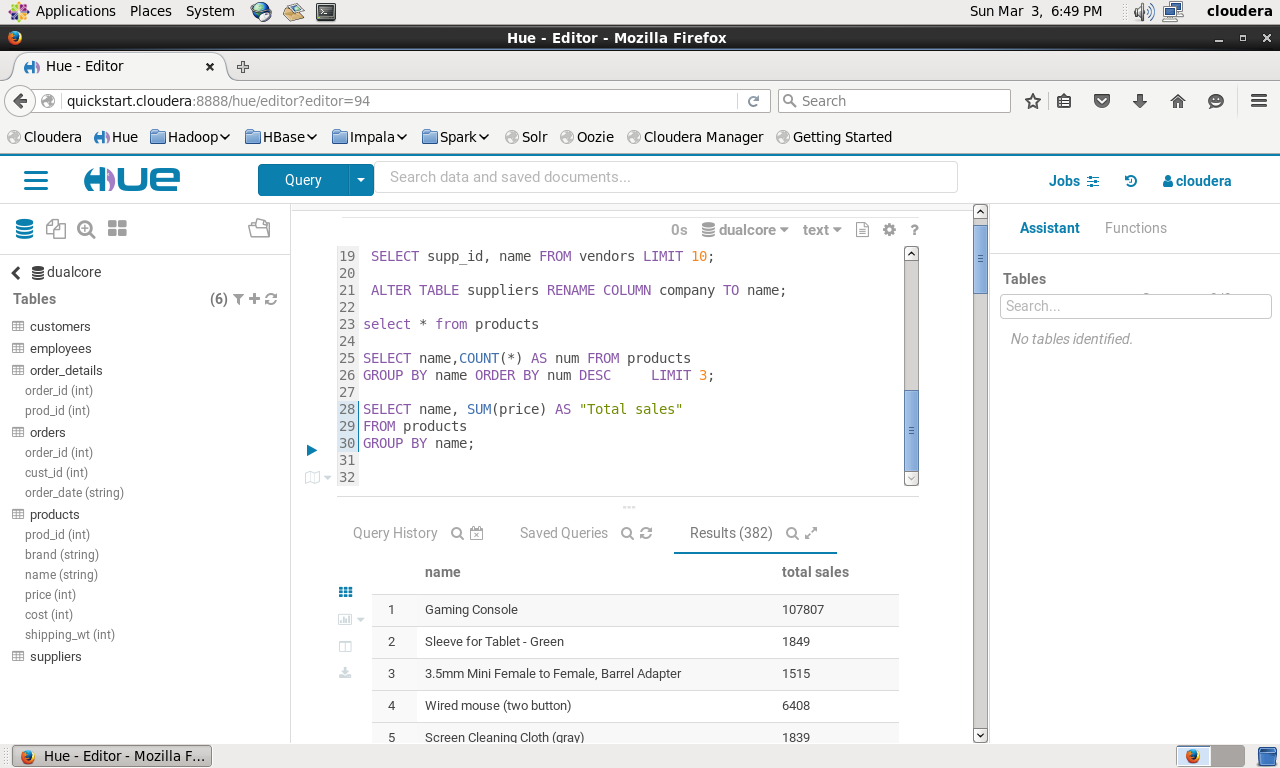 Applications Places System Sun Mar 3, 6:49 PM cloudera
Hue - Editor - Mozilla Firefox
Hue - Editor
quickstart.cloudera:8888/hue/editor?editor=94 Search
Cloudera Hue Hadoop HBase Impala Spark Solr Oozie Cloudera Manager Getting Started
HUE Query Search data and saved documents... Jobs cloudera
0s dualcore text ? Assistant Functions
dualcore
Tables (6)
customers
employees
order_details
order_id (int)
prod_id (int)
orders
order_id (int)
cust_id (int)
order_date (string)
products
prod_id (int)
brand (string)
name (string)
price (int)
cost (int)
shipping_wt (int)
suppliers
19 SELECT supp_id, name FROM vendors LIMIT 10;
20
21 ALTER TABLE suppliers RENAME COLUMN company TO name;
22
23 select * from products
24
25 SELECT name,COUNT(*) AS num FROM products
26 GROUP BY name ORDER BY num DESC     LIMIT 3;
27
28 SELECT name, SUM(price) AS "Total sales"
29 FROM products
30 GROUP BY name;
31
32
Query History Saved Queries Results (382)
name total sales
1 Gaming Console 107807
2 Sleeve for Tablet - Green 1849
3 3.5mm Mini Female to Female, Barrel Adapter 1515
4 Wired mouse (two button) 6408
5 Screen Cleaning Cloth (gray) 1839
Tables
Search...
No tables identified.
Hue - Editor - Mozilla F...